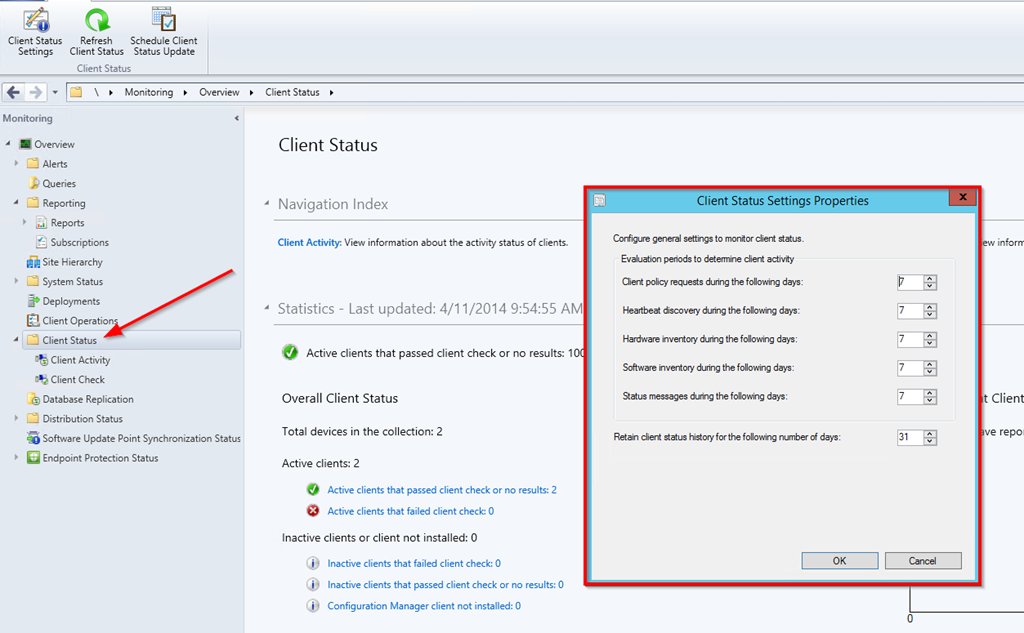 Client Status
Settings
Refresh
Client Status
Schedule Client
Status Update
Client Status
\ Monitoring Overview Client Status
Monitoring
Overview
Alerts
Queries
Reporting
Reports
Subscriptions
Site Hierarchy
System Status
Deployments
Client Operations
Client Status
Client Activity
Client Check
Database Replication
Distribution Status
Software Update Point Synchronization Status
Endpoint Protection Status
Client Status
Navigation Index
Client Activity: View information about the activity status of clients.
Statistics - Last updated: 4/11/2014 9:54:55 AM
Active clients that passed client check or no results: 100
Overall Client Status
Total devices in the collection: 2
Active clients: 2
Active clients that passed client check or no results: 2
Active clients that failed client check: 0
Inactive clients or client not installed: 0
Inactive clients that failed client check: 0
Inactive clients that passed client check or no results: 0
Configuration Manager client not installed: 0
Client Status Settings Properties
Configure general settings to monitor client status.
Evaluation periods to determine client activity
Client policy requests during the following days: 7
Heartbeat discovery during the following days: 7
Hardware inventory during the following days: 7
Software inventory during the following days: 7
Status messages during the following days: 7
Retain client status history for the following number of days: 31
OK
Cancel
ew inform
t Client
ave repo
0